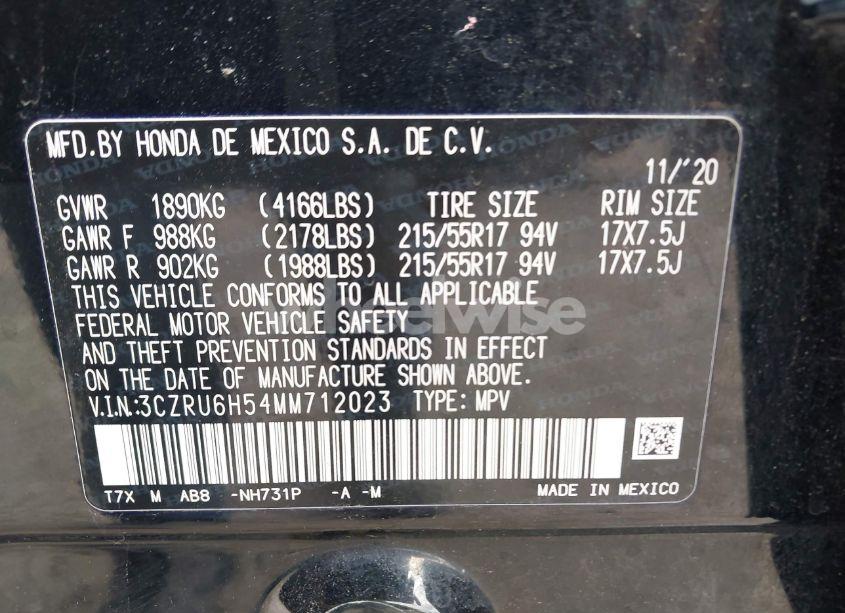 MFD.BY HONDA DE MEXICO S.A. DE C.V.
11/'20
GVWR 1890KG (4166LBS) TIRE SIZE RIM SIZE
GAWR F 988KG (2178LBS) 215/55R17 94V 17X7.5J
GAWR R 902KG (1988LBS) 215/55R17 94V 17X7.5J
THIS VEHICLE CONFORMS TO ALL APPLICABLE
FEDERAL MOTOR VEHICLE SAFETY
AND THEFT PREVENTION STANDARDS IN EFFECT
ON THE DATE OF MANUFACTURE SHOWN ABOVE.
V.I.N.:3CZRU6H54MM712023 TYPE: MPV
T7X M AB8 -NH731P -A -M MADE IN MEXICO